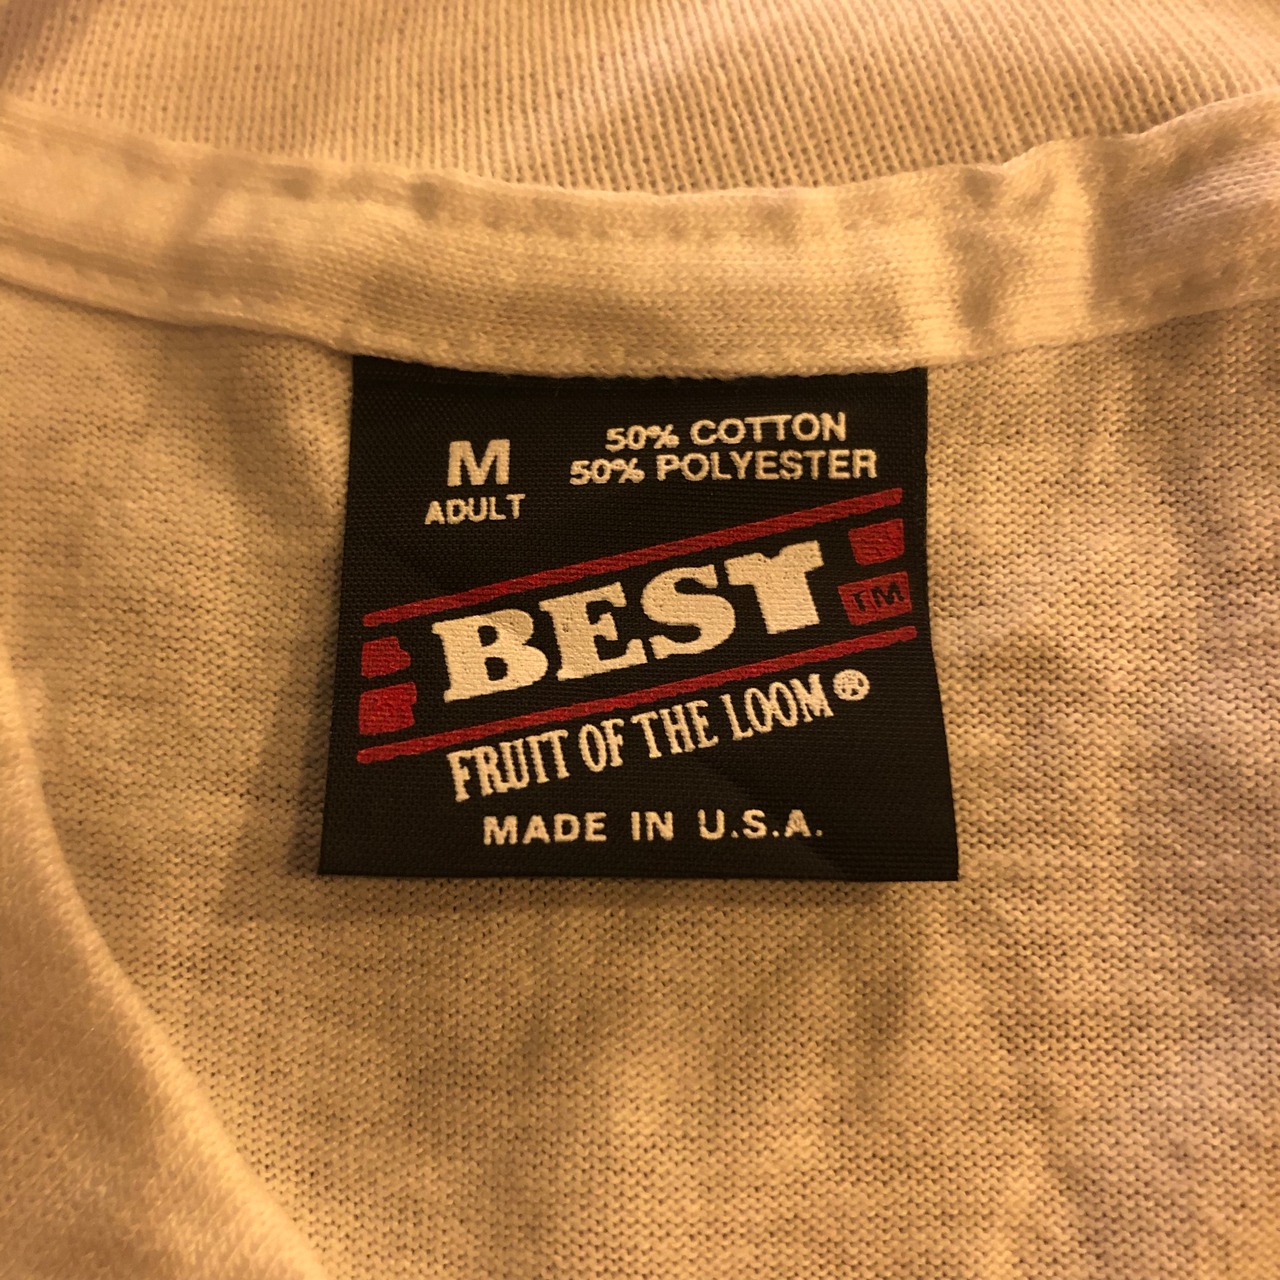 M
ADULT
50% COTTON
50% POLYESTER
BEST
TM
FRUIT OF THE LOOM®
MADE IN U.S.A.